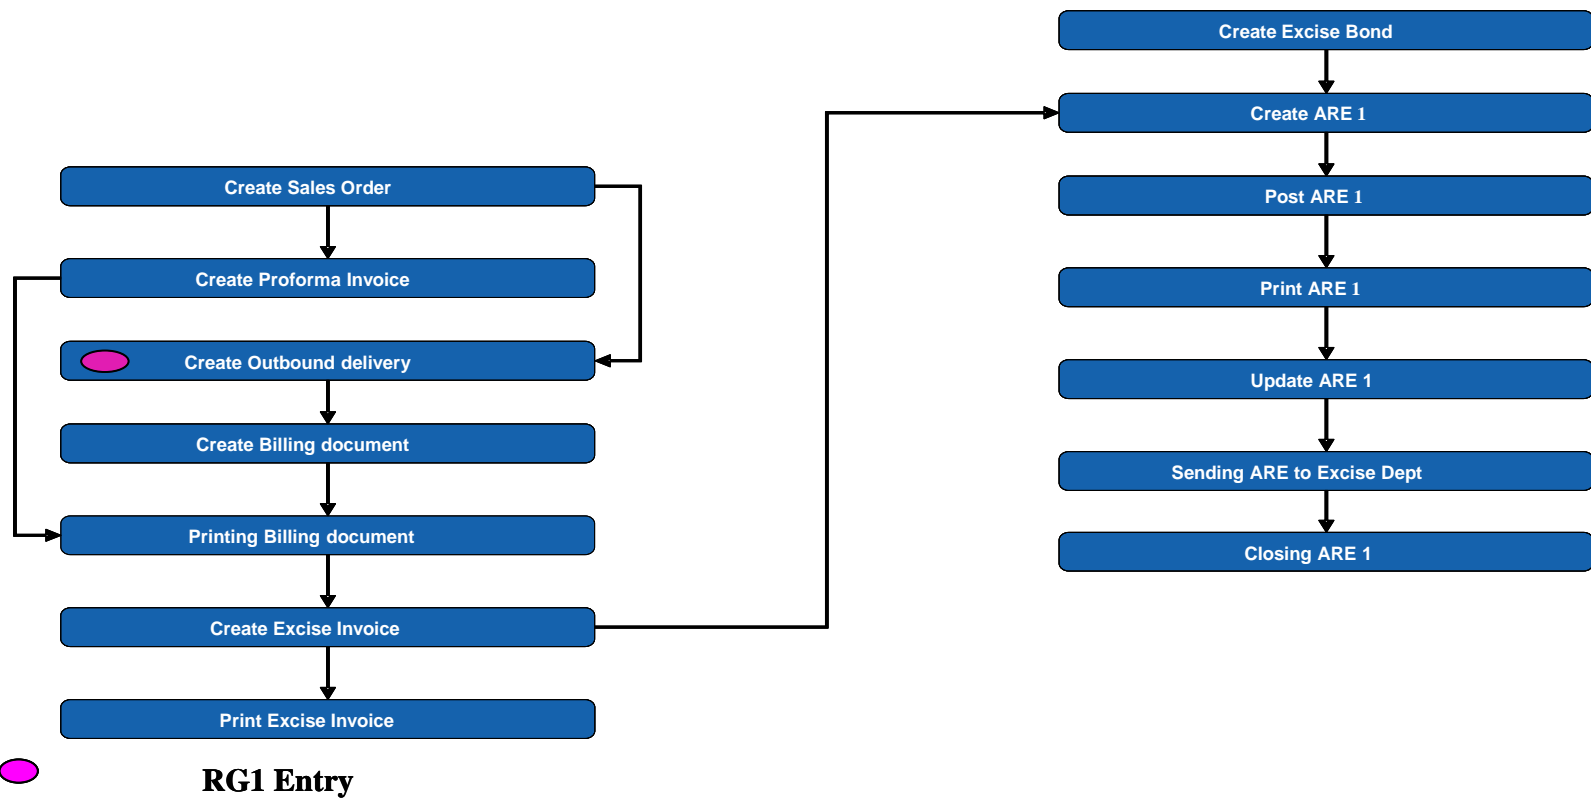 Create Sales Order
Create Proforma Invoice
Create Outbound delivery
Create Billing document
Printing Billing document
Create Excise Invoice
Print Excise Invoice
RG1 Entry
Create Excise Bond
Create ARE 1
Post ARE 1
Print ARE 1
Update ARE 1
Sending ARE to Excise Dept
Closing ARE 1